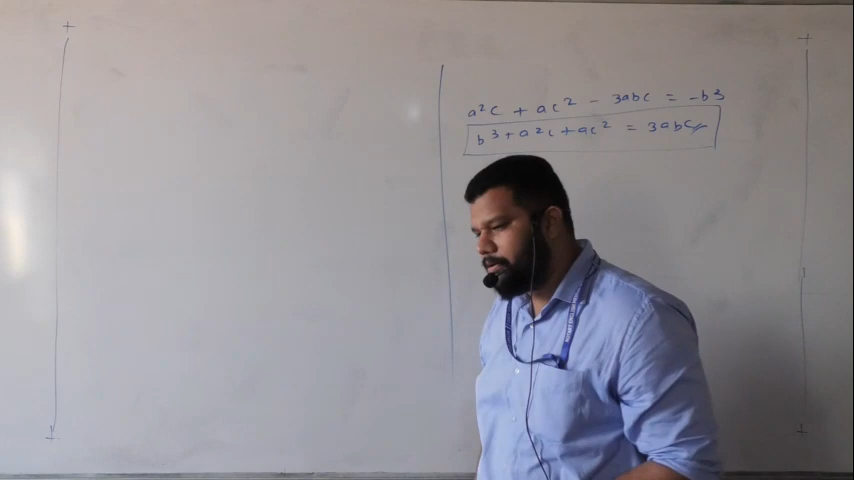 a²c + ac² - 3abc = -b³
b³ + a²c + ac² = 3abc